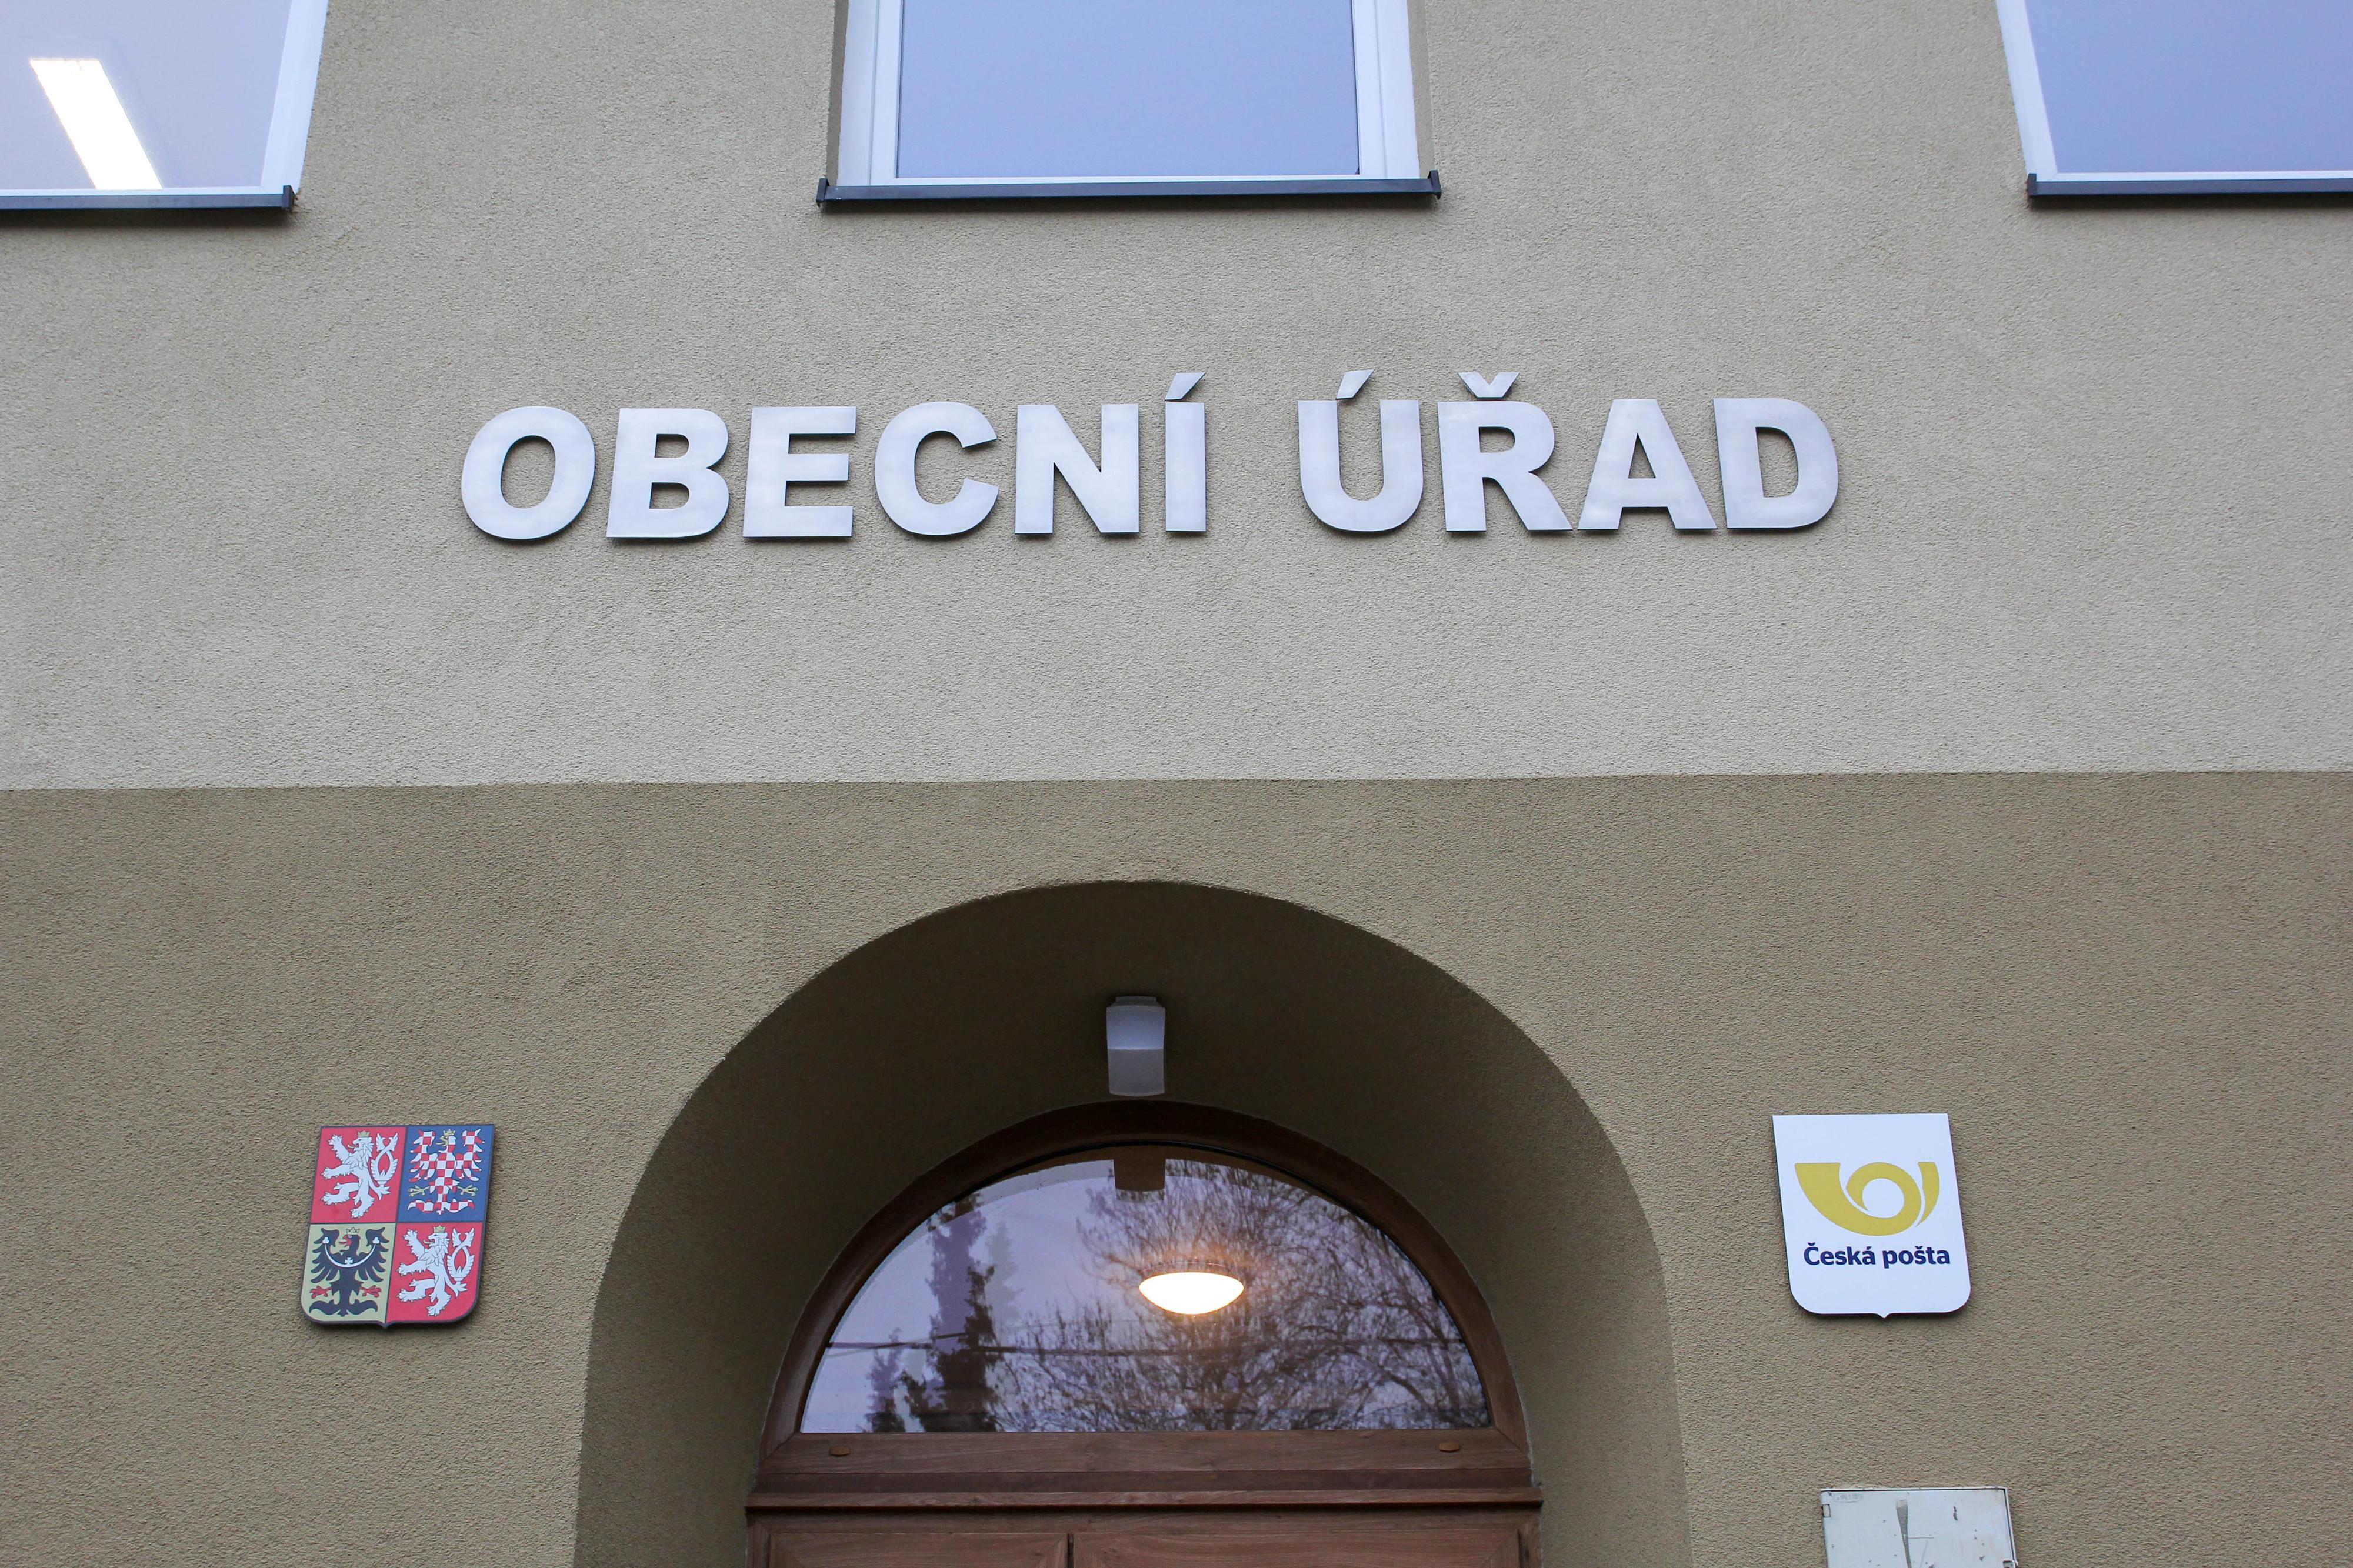 OBECNÍ ÚŘAD
Česká pošta